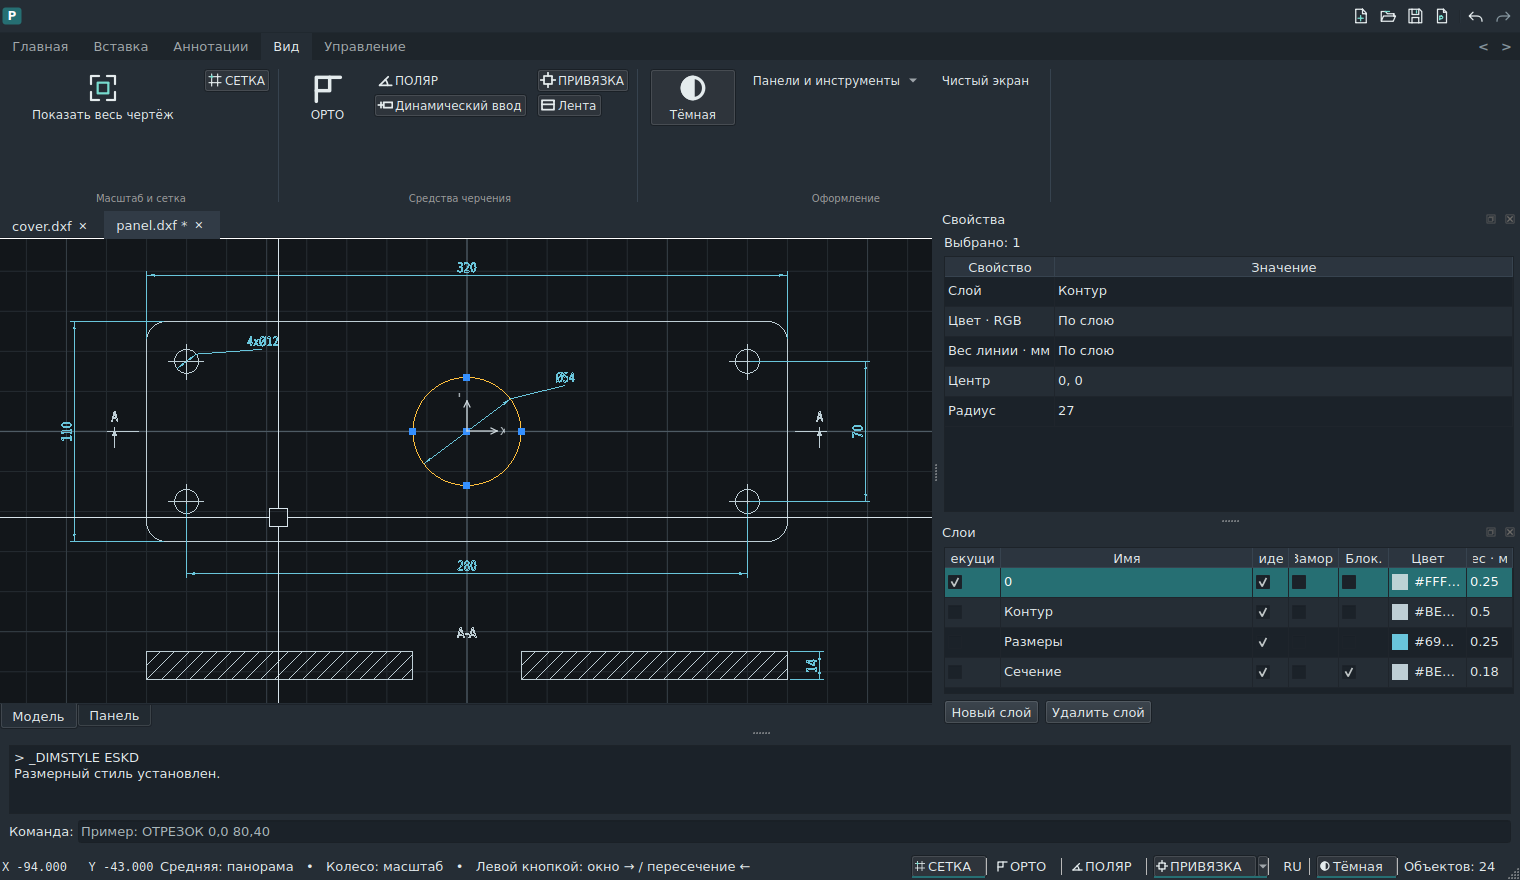 P
Главная Вставка Аннотации Вид Управление < >
Показать весь чертёж
СЕТКА
Масштаб и сетка
ОРТО
ПОЛЯР
Динамический ввод
ПРИВЯЗКА
Лента
Средства черчения
Тёмная
Панели и инструменты
Чистый экран
Оформление
cover.dxf × panel.dxf * ×
320
4xØ12
Ø54
110
A
A
70
X
280
A-A
14
Модель Панель
Свойства
Выбрано: 1
Свойство Значение
Слой Контур
Цвет · RGB По слою
Вес линии · мм По слою
Центр 0, 0
Радиус 27
Слои
екущи Имя иде Замор Блок. Цвет ес · м
0 #FFF... 0.25
Контур #BE... 0.5
Размеры #69... 0.25
Сечение #BE... 0.18
Новый слой Удалить слой
> _DIMSTYLE ESKD
Размерный стиль установлен.
Команда: Пример: ОТРЕЗОК 0,0 80,40
X -94.000 Y -43.000 Средняя: панорама • Колесо: масштаб • Левой кнопкой: окно → / пересечение ← СЕТКА ОРТО ПОЛЯР ПРИВЯЗКА RU Тёмная Объектов: 24